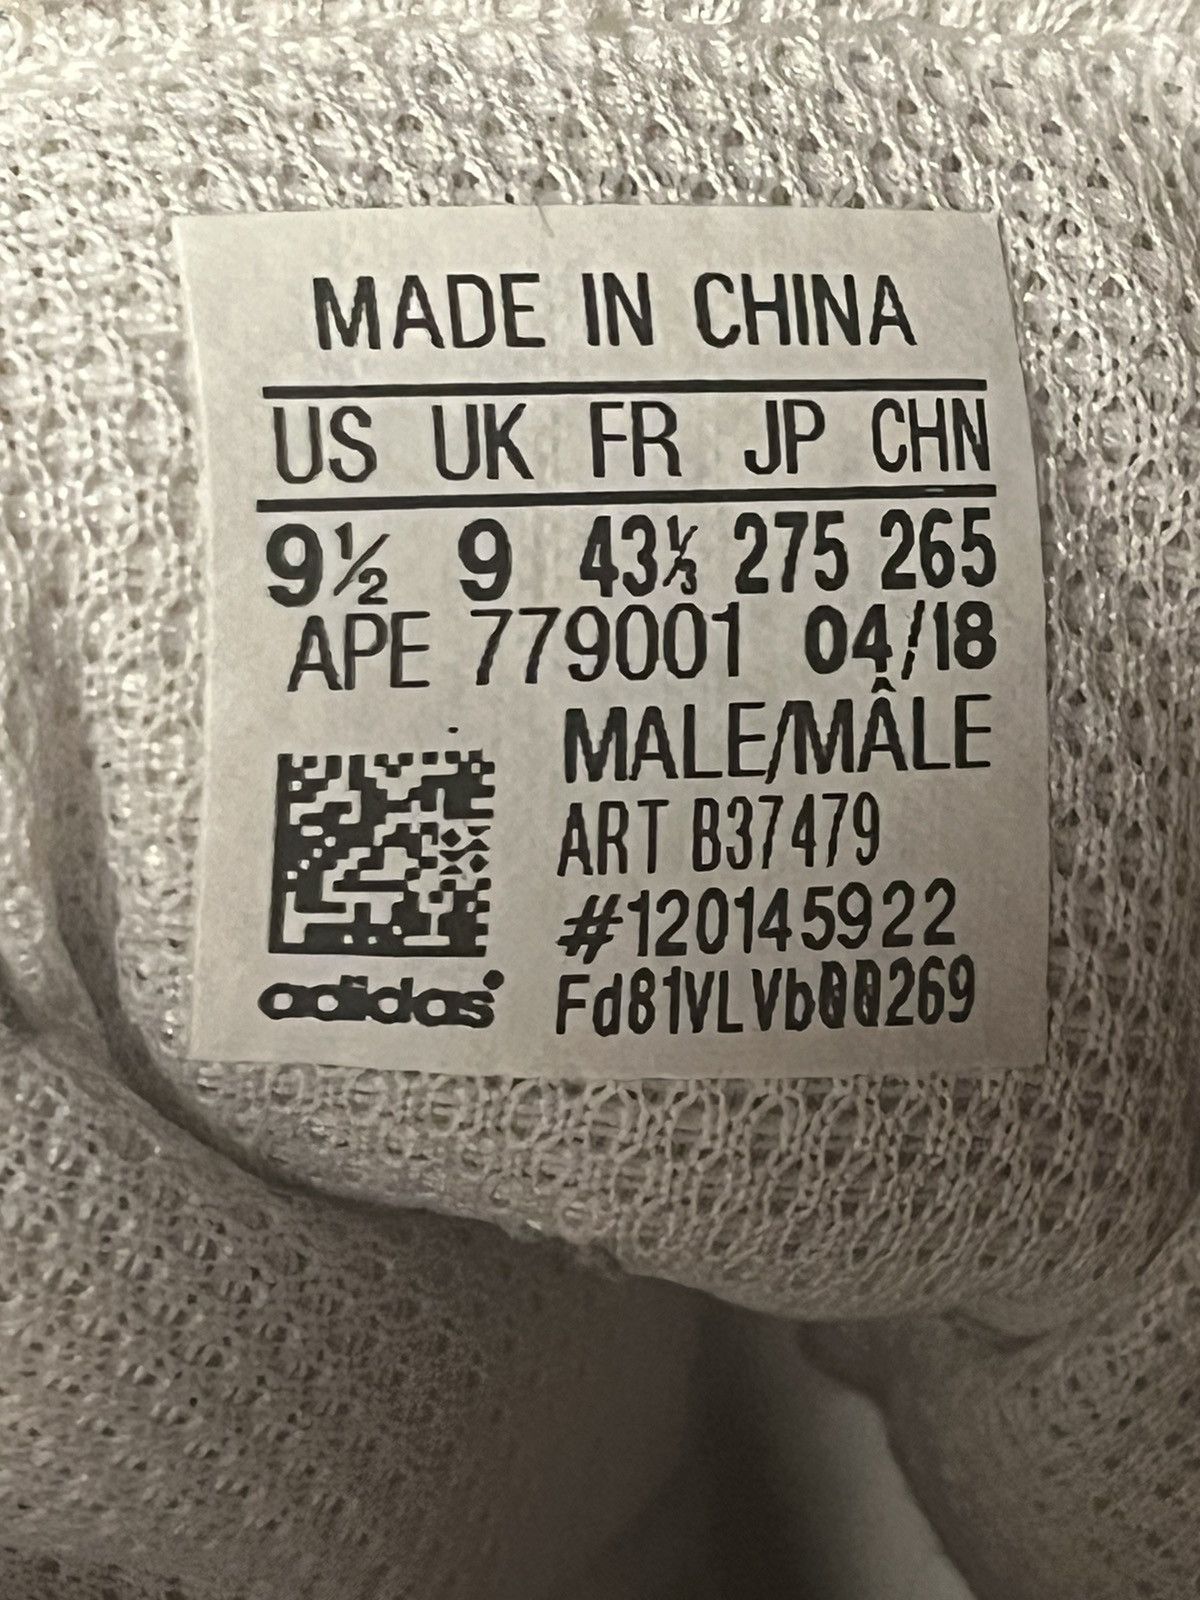 MADE IN CHINA
US UK FR JP CHN
9½ 9 43⅓ 275 265
APE 779001 04/18
MALE/MÂLE
ART B37479
#120145922
adidas® Fd81VLVb00269